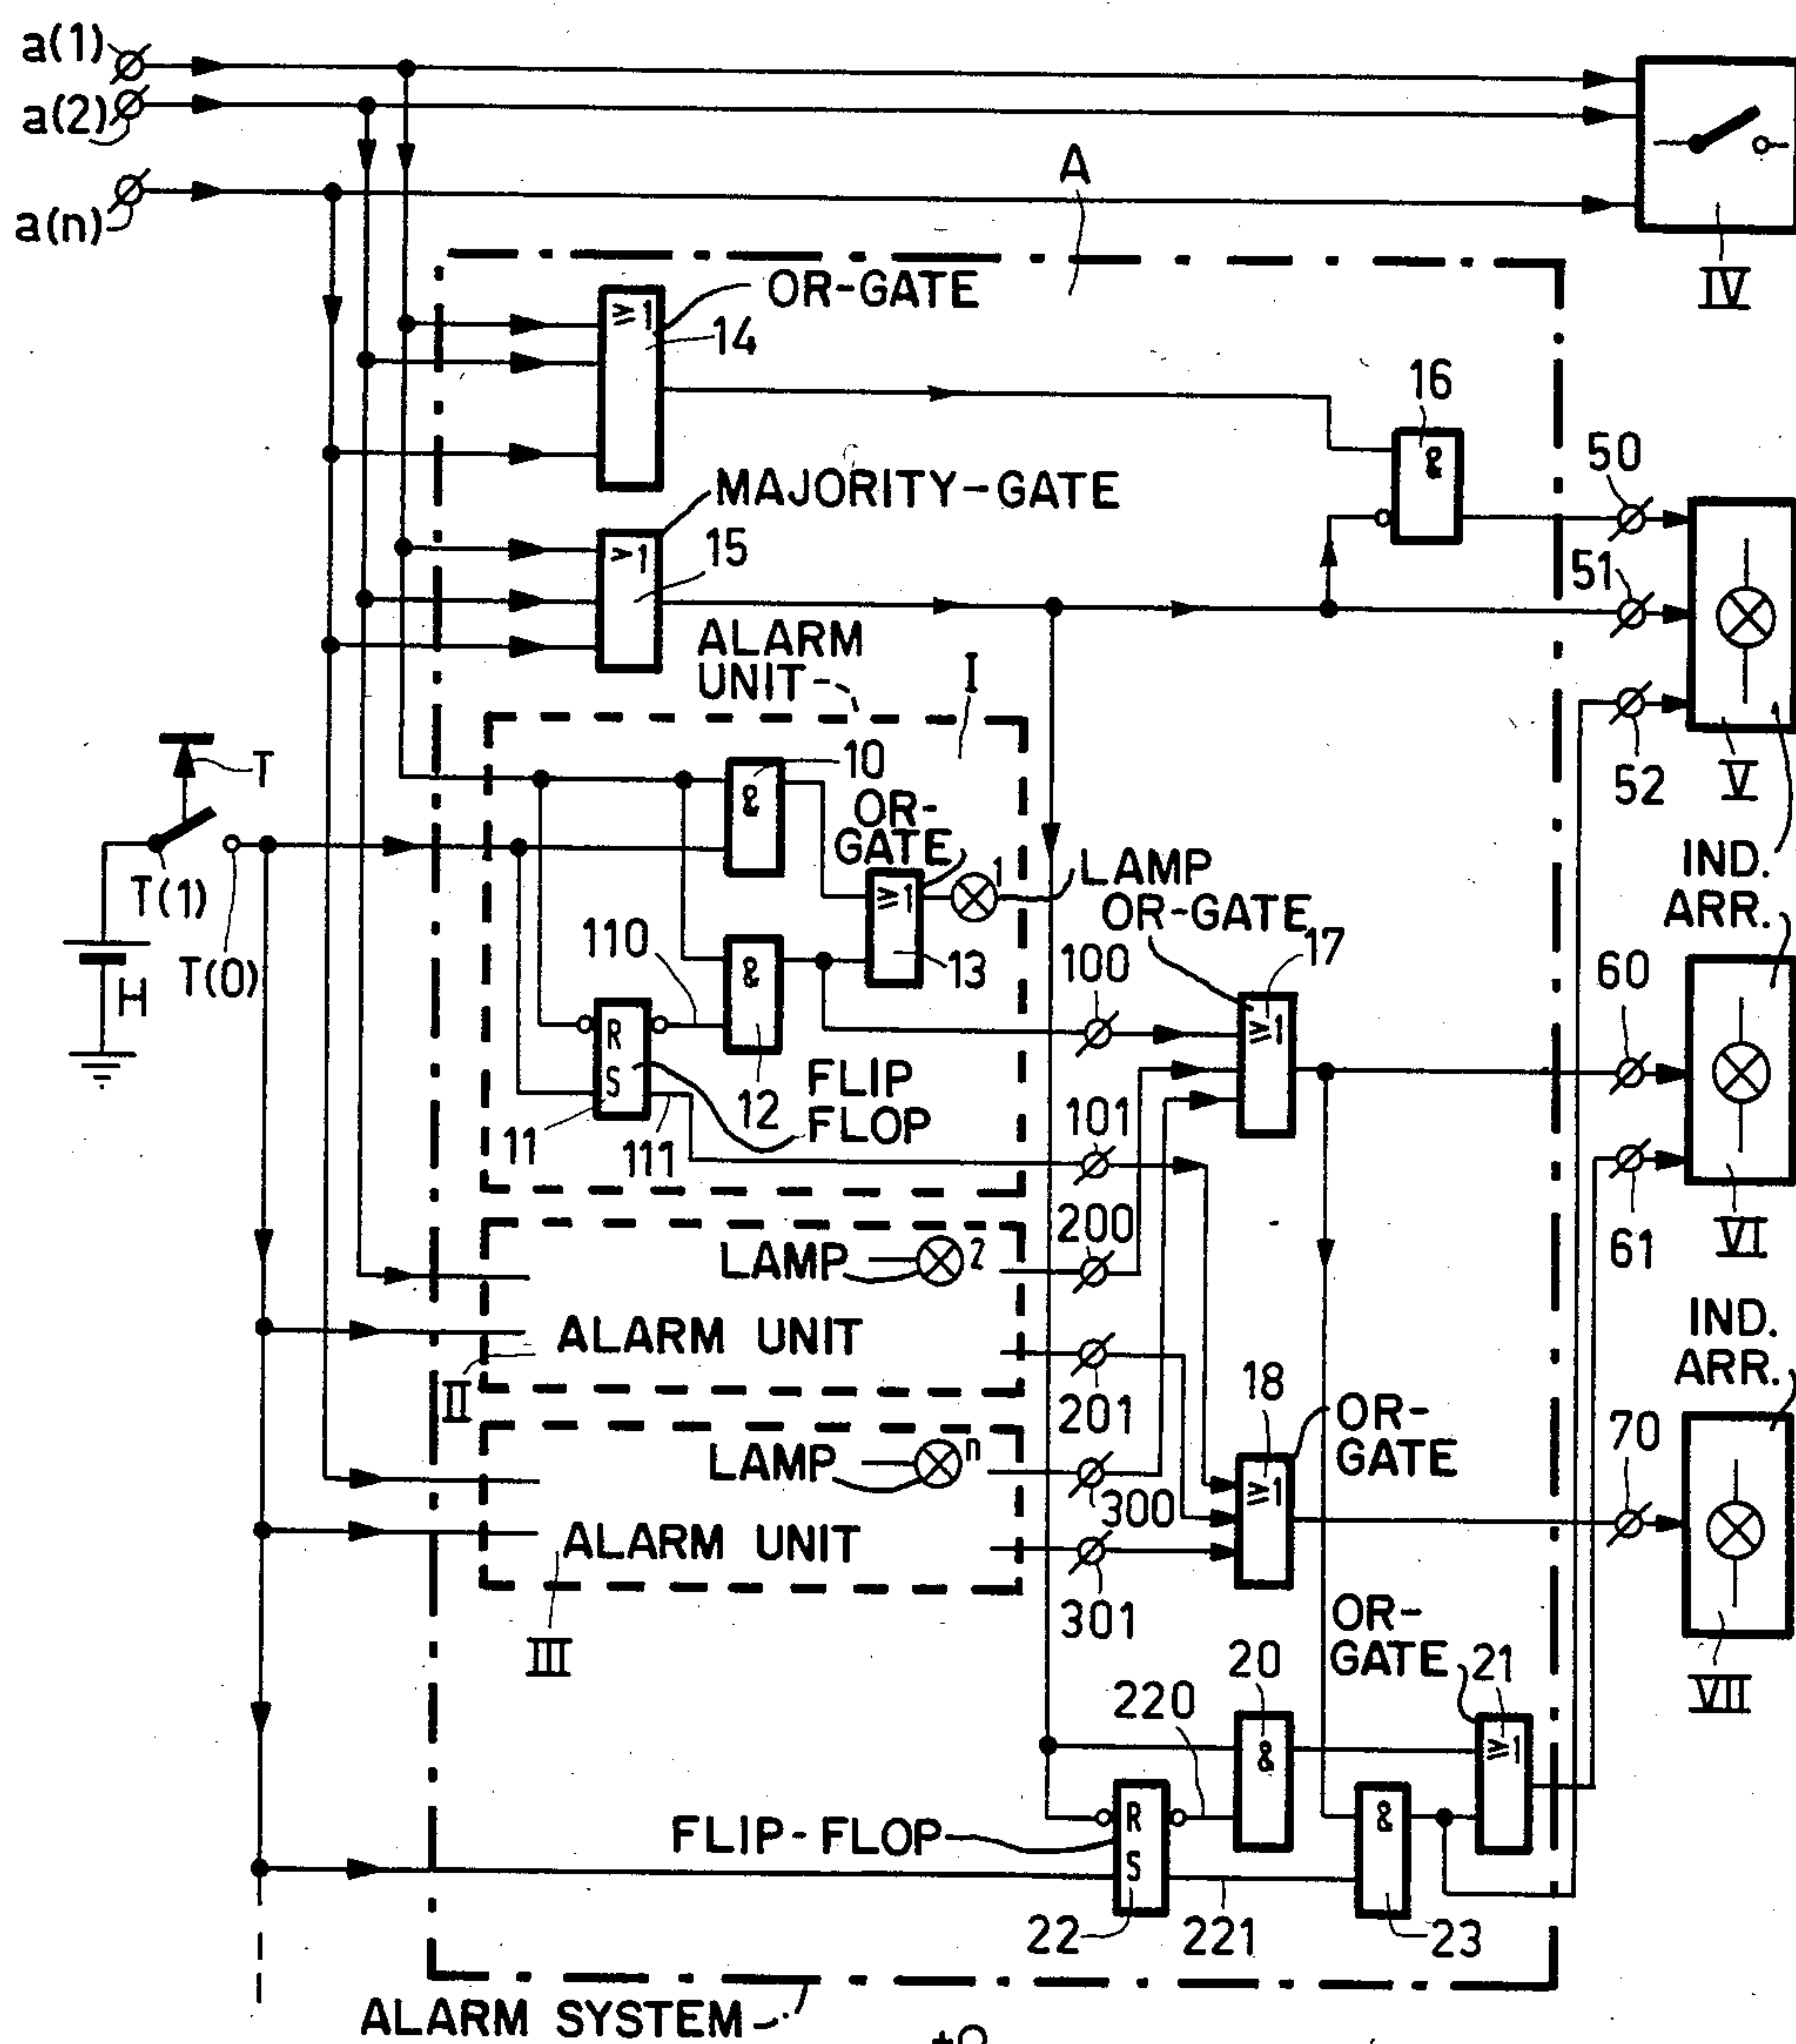 a(1)
a(2)
a(n)
A
IV
OR-GATE
≥1
14
16
&
50
MAJORITY-GATE
>1
15
51
ALARM
UNIT
I
52
V
T
10
&
OR-
GATE
1
LAMP
IND.
ARR.
T(1)
T(0)
H
≥1
13
OR-GATE
17
110
&
100
60
R
S
≥1
12
FLIP
FLOP
11
111
101
61
VI
200
LAMP
2
IND.
ARR.
ALARM UNIT
II
201
18
OR-
GATE
70
LAMP
n
≥1
300
ALARM UNIT
301
III
OR-
GATE
20
21
VII
220
&
≥1
R
S
&
FLIP-FLOP
22
221
23
ALARM SYSTEM